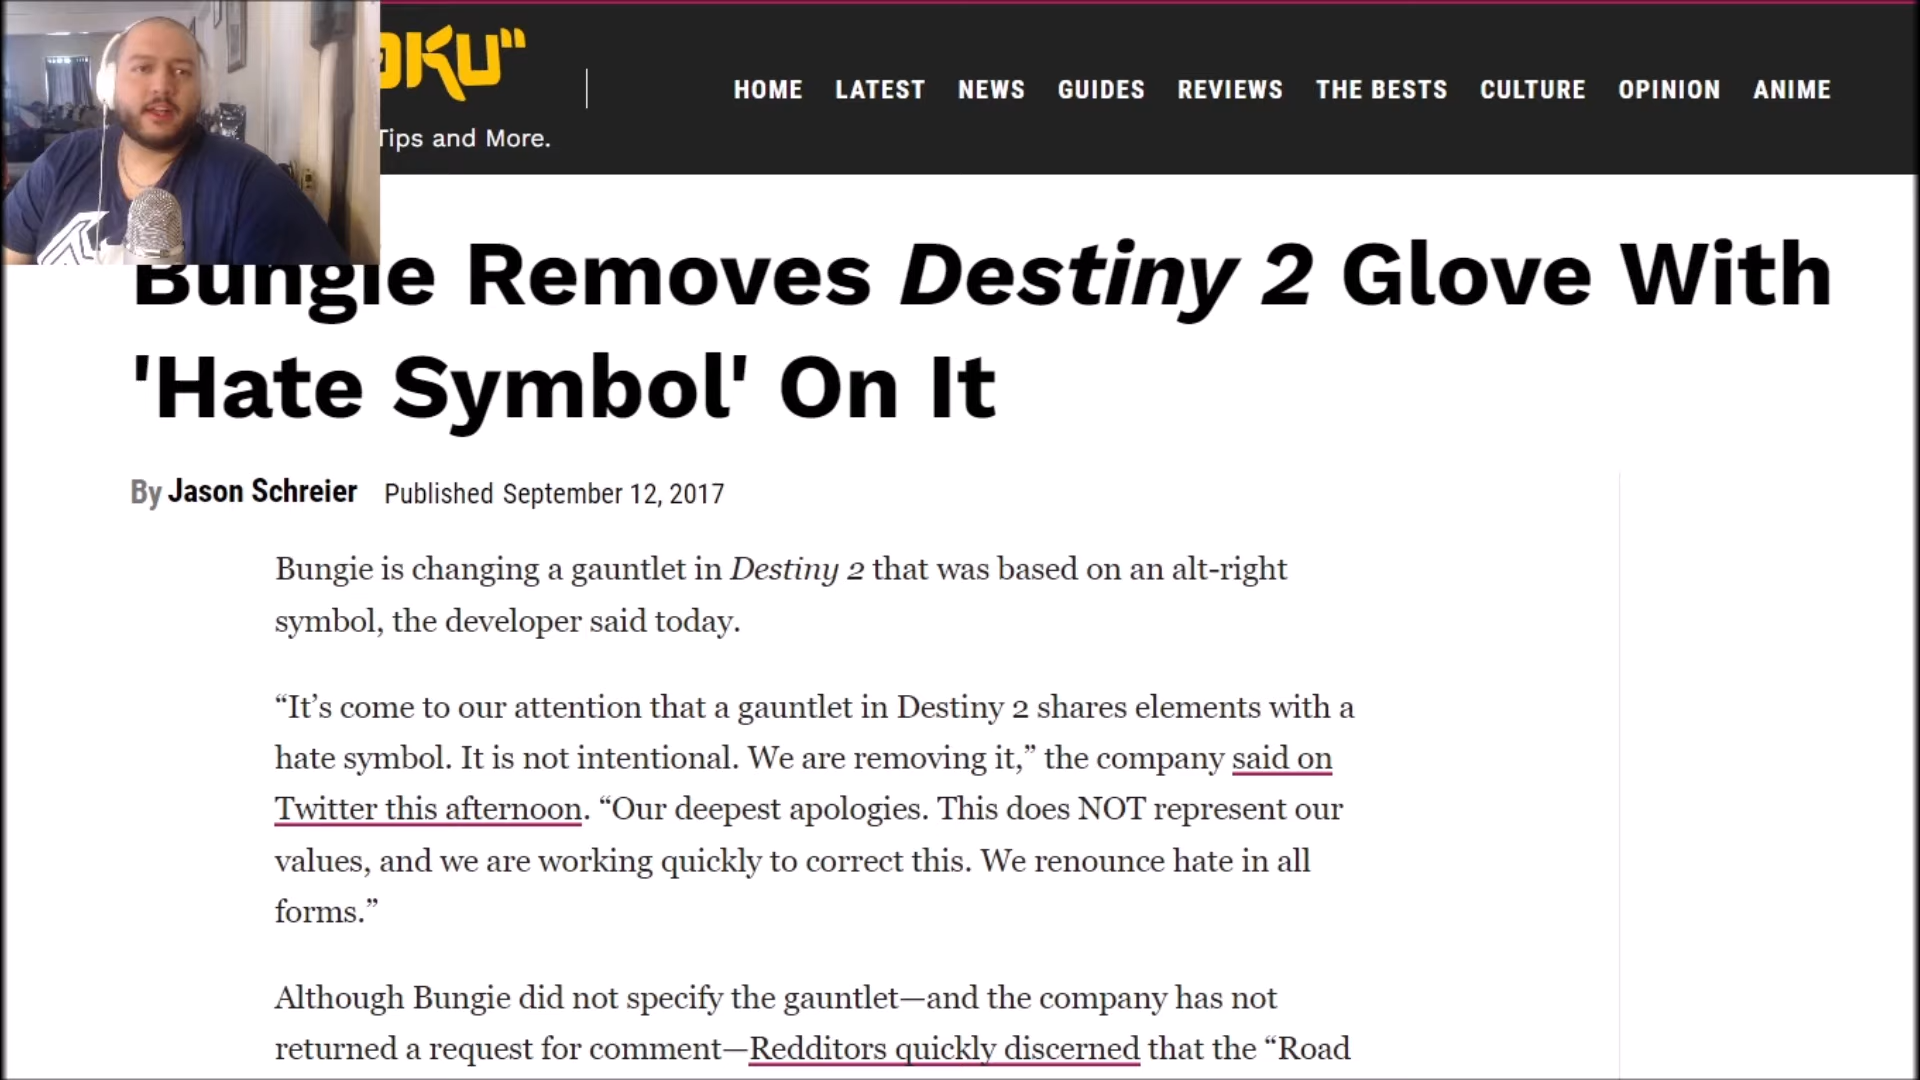 OKU
HOME LATEST NEWS GUIDES REVIEWS THE BESTS CULTURE OPINION ANIME
Tips and More.
Bungie Removes Destiny 2 Glove With
'Hate Symbol' On It
By Jason Schreier Published September 12, 2017
Bungie is changing a gauntlet in Destiny 2 that was based on an alt-right
symbol, the developer said today.
“It’s come to our attention that a gauntlet in Destiny 2 shares elements with a
hate symbol. It is not intentional. We are removing it,” the company said on
Twitter this afternoon. “Our deepest apologies. This does NOT represent our
values, and we are working quickly to correct this. We renounce hate in all
forms.”
Although Bungie did not specify the gauntlet—and the company has not
returned a request for comment—Redditors quickly discerned that the “Road